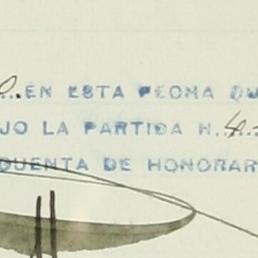 EN ESTA FECHA QU
JO LA PARTIDA N.
CUENTA DE HONORAR